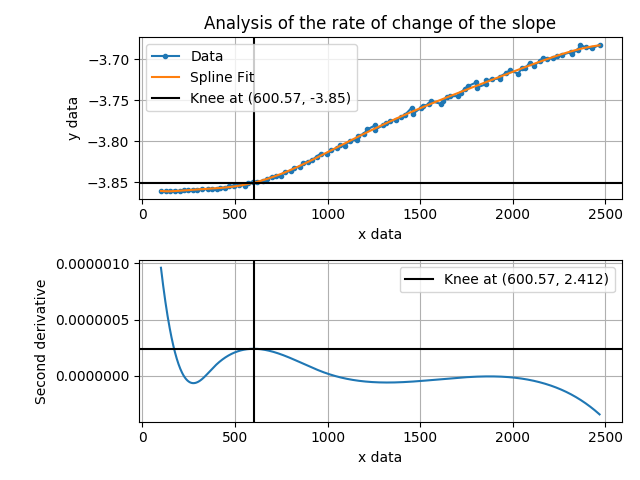 Analysis of the rate of change of the slope
Data
Spline Fit
Knee at (600.57, -3.85)
y data
−3.70
−3.75
−3.80
−3.85
0
500
1000
1500
2000
2500
x data
Knee at (600.57, 2.412)
Second derivative
0.0000010
0.0000005
0.0000000
0
500
1000
1500
2000
2500
x data